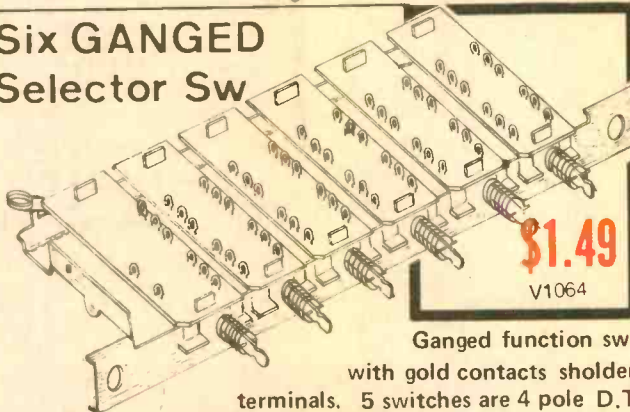 Six GANGED
Selector Sw
$1.49
V1064
Ganged function sw
with gold contacts sholder
terminals. 5 switches are 4 pole D.T